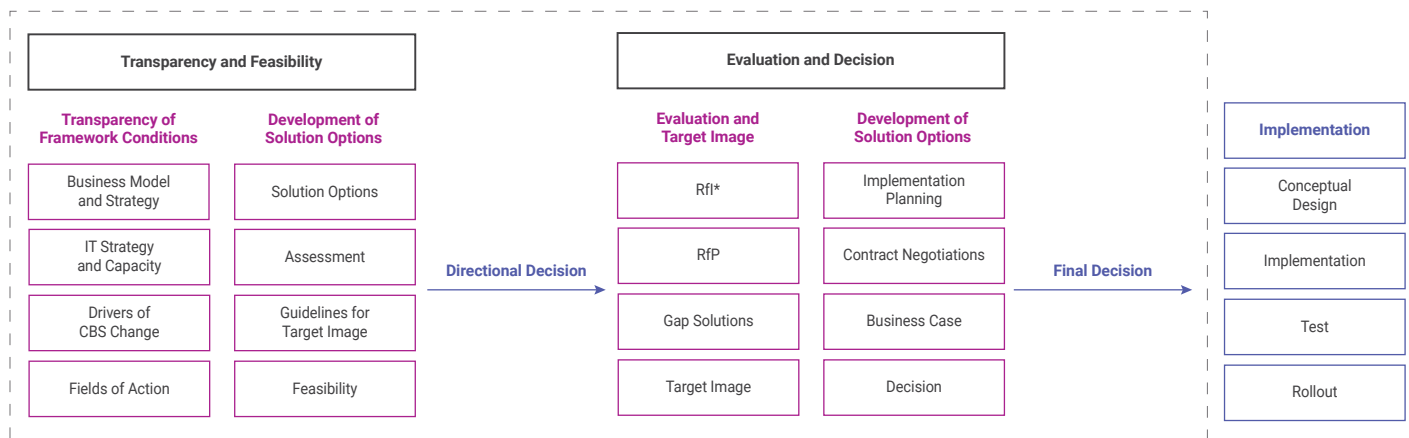 Transparency and Feasibility
Transparency of
Framework Conditions
Business Model
and Strategy
IT Strategy
and Capacity
Drivers of
CBS Change
Fields of Action
Development of
Solution Options
Solution Options
Assessment
Guidelines for
Target Image
Feasibility
Directional Decision
Evaluation and Decision
Evaluation and
Target Image
RfI*
RfP
Gap Solutions
Target Image
Development of
Solution Options
Implementation
Planning
Contract Negotiations
Business Case
Decision
Final Decision
Implementation
Conceptual
Design
Implementation
Test
Rollout